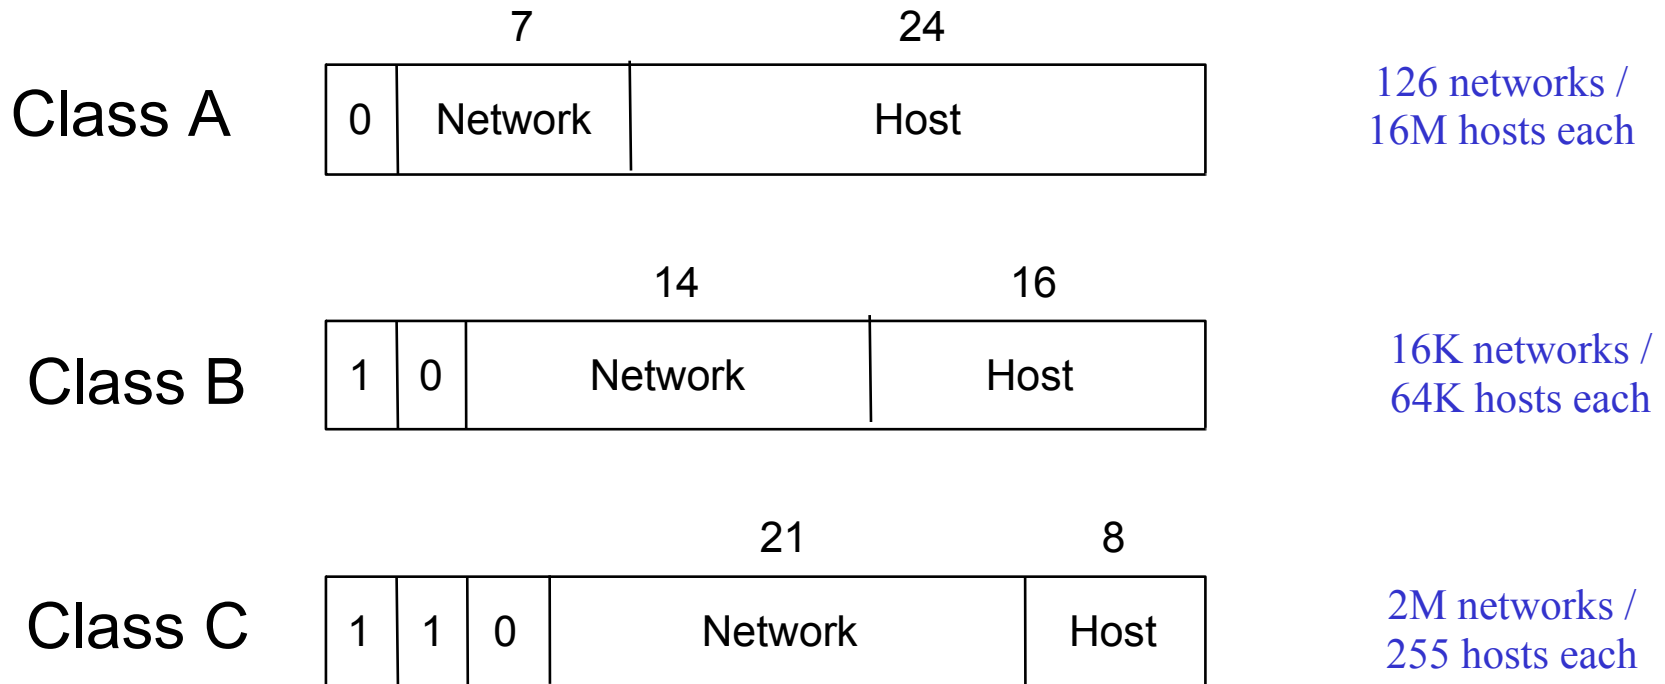 7 24
Class A 0 Network Host 126 networks /
16M hosts each
14 16
Class B 1 0 Network Host 16K networks /
64K hosts each
21 8
Class C 1 1 0 Network Host 2M networks /
255 hosts each